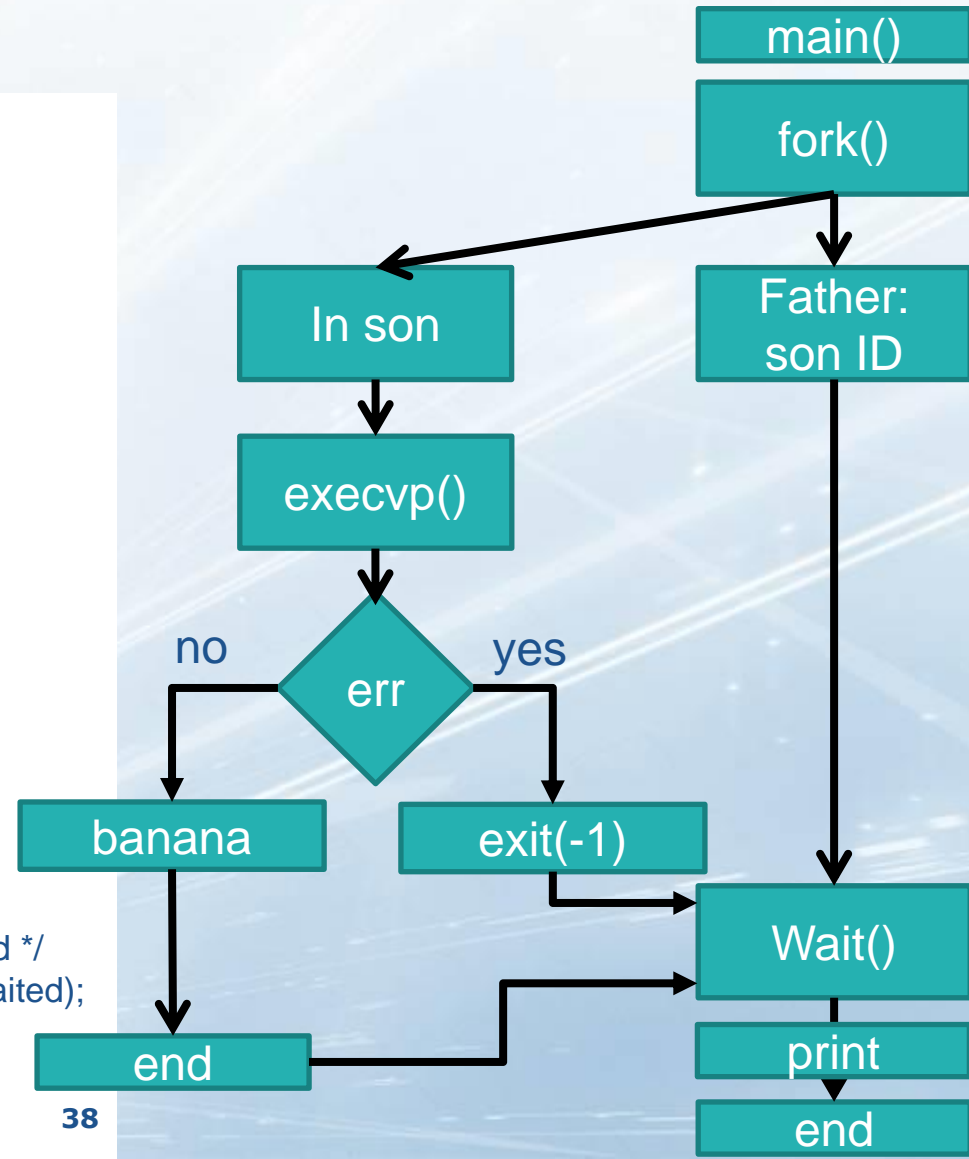 main()
fork()
In son
Father:
son ID
execvp()
no
yes
err
banana
exit(-1)
*/
Wait()
end
print
end
38